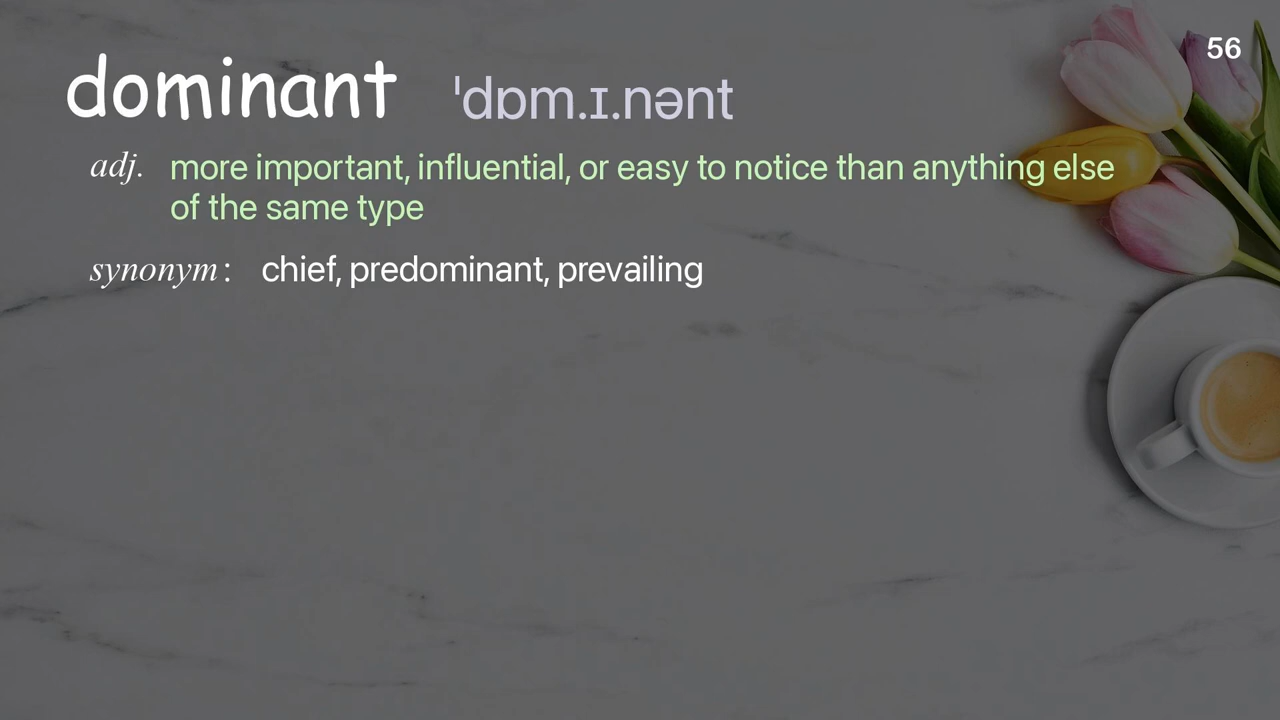 56
dominant ˈdɒm.ɪ.nənt
adj. more important, influential, or easy to notice than anything else
of the same type
synonym: chief, predominant, prevailing